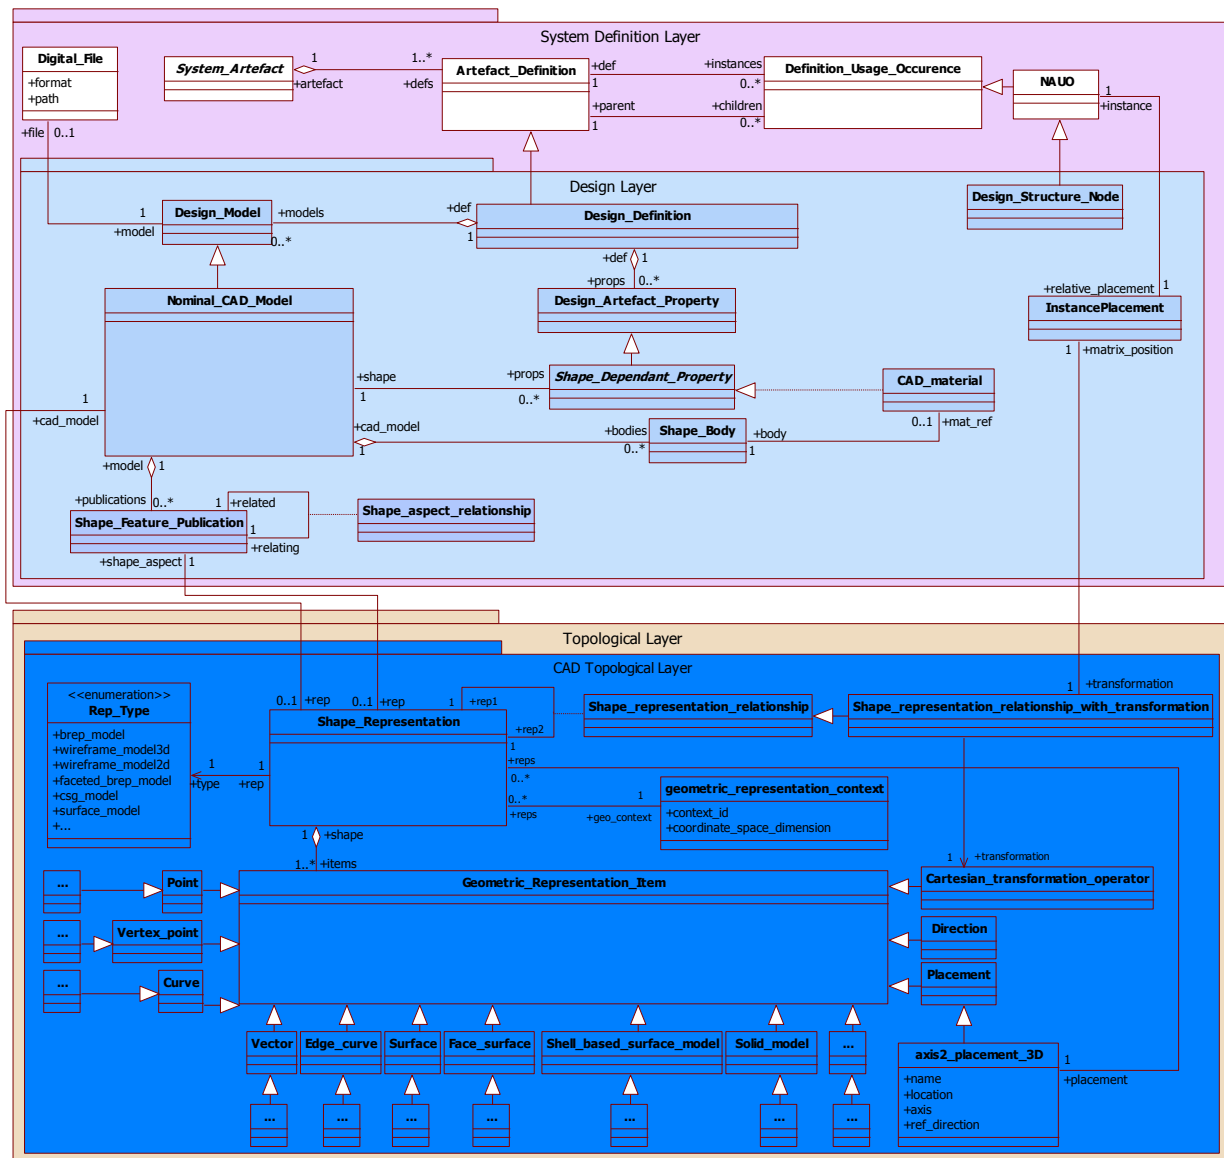 System Definition Layer
Digital_File
+format
+path
System_Artefact
1
1..*
+artefact
+defs
Artefact_Definition
+def
+instances
1
0..*
+parent
+children
1
0..*
Definition_Usage_Occurence
NAUO
1
+instance
+file
0..1
Design Layer
Design_Model
1
+model
+models
0..*
+def
1
Design_Definition
Design_Structure_Node
+def
1
+props
0..*
Nominal_CAD_Model
Design_Artefact_Property
+relative_placement
1
InstancePlacement
1
+matrix_position
+shape
1
+props
0..*
Shape_Dependant_Property
CAD_material
0..1
+mat_ref
1
+cad_model
+cad_model
1
+bodies
0..*
Shape_Body
+body
1
+model
1
+publications
0..*
1
+related
Shape_Feature_Publication
1
+relating
Shape_aspect_relationship
+shape_aspect
1
Topological Layer
CAD Topological Layer
<<enumeration>>
Rep_Type
+brep_model
+wireframe_model3d
+wireframe_model2d
+faceted_brep_model
+csg_model
+surface_model
+...
0..1
+rep
0..1
+rep
1
+rep1
Shape_Representation
+rep2
1
Shape_representation_relationship
1
+transformation
Shape_representation_relationship_with_transformation
+reps
0..*
1
+type
1
+rep
0..*
+reps
1
+geo_context
geometric_representation_context
+context_id
+coordinate_space_dimension
1
+shape
1..*
+items
1
+transformation
...
Point
Geometric_Representation_Item
Cartesian_transformation_operator
...
Vertex_point
Direction
...
Curve
Placement
Vector
Edge_curve
Surface
Face_surface
Shell_based_surface_model
Solid_model
...
axis2_placement_3D
+name
+location
+axis
+ref_direction
1
+placement
...
...
...
...
...
...
...